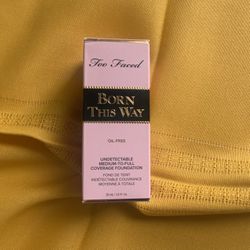 Too Faced
BORN
THIS WAY
OIL-FREE
UNDETECTABLE
MEDIUM-TO-FULL
COVERAGE FOUNDATION
FOND DE TEINT
INDÉTECTABLE COUVRANCE
MOYENNE À TOTALE